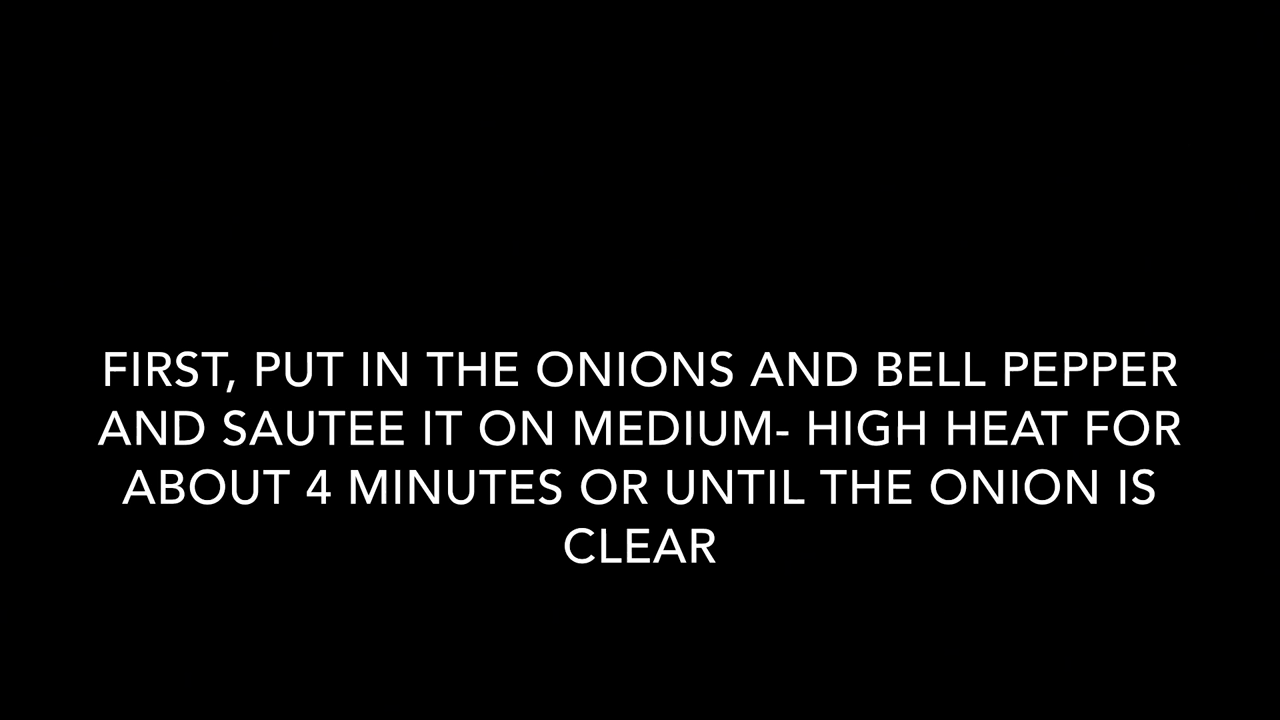 FIRST, PUT IN THE ONIONS AND BELL PEPPER
AND SAUTEE IT ON MEDIUM- HIGH HEAT FOR
ABOUT 4 MINUTES OR UNTIL THE ONION IS
CLEAR